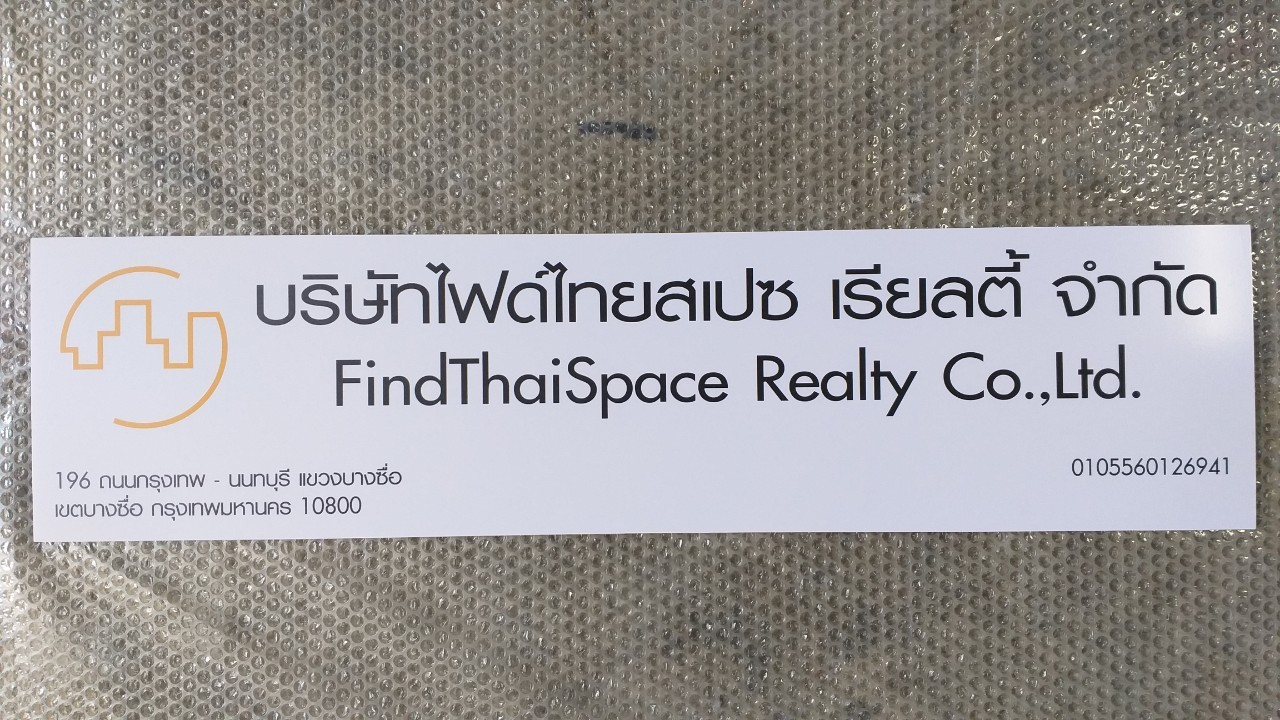 บริษัทไฟด์ไทยสเปซ เรียลตี้ จำกัด
FindThaiSpace Realty Co.,Ltd.
196 ถนนกรุงเทพ - นนทบุรี แขวงบางซื่อ
เขตบางซื่อ กรุงเทพมหานคร 10800
0105560126941